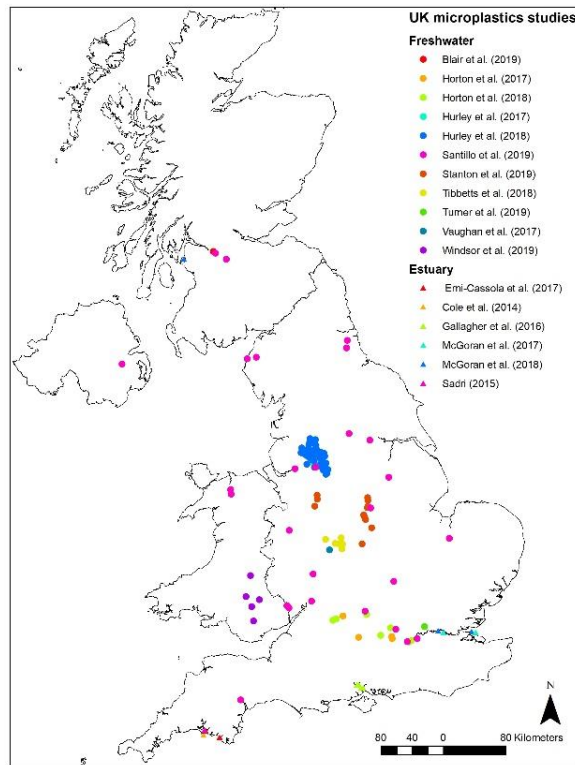 UK microplastics studies
Freshwater
Blair et al. (2019)
Horton et al. (2017)
Horton et al. (2018)
Hurley et al. (2017)
Hurley et al. (2018)
Santillo et al. (2019)
Stanton et al. (2019)
Tibbetts et al. (2018)
Turner et al. (2019)
Vaughan et al. (2017)
Windsor et al. (2019)
Estuary
Erni-Cassola et al. (2017)
Cole et al. (2014)
Gallagher et al. (2016)
McGoran et al. (2017)
McGoran et al. (2018)
Sadri (2015)
N
80 40 0 80 Kilometers